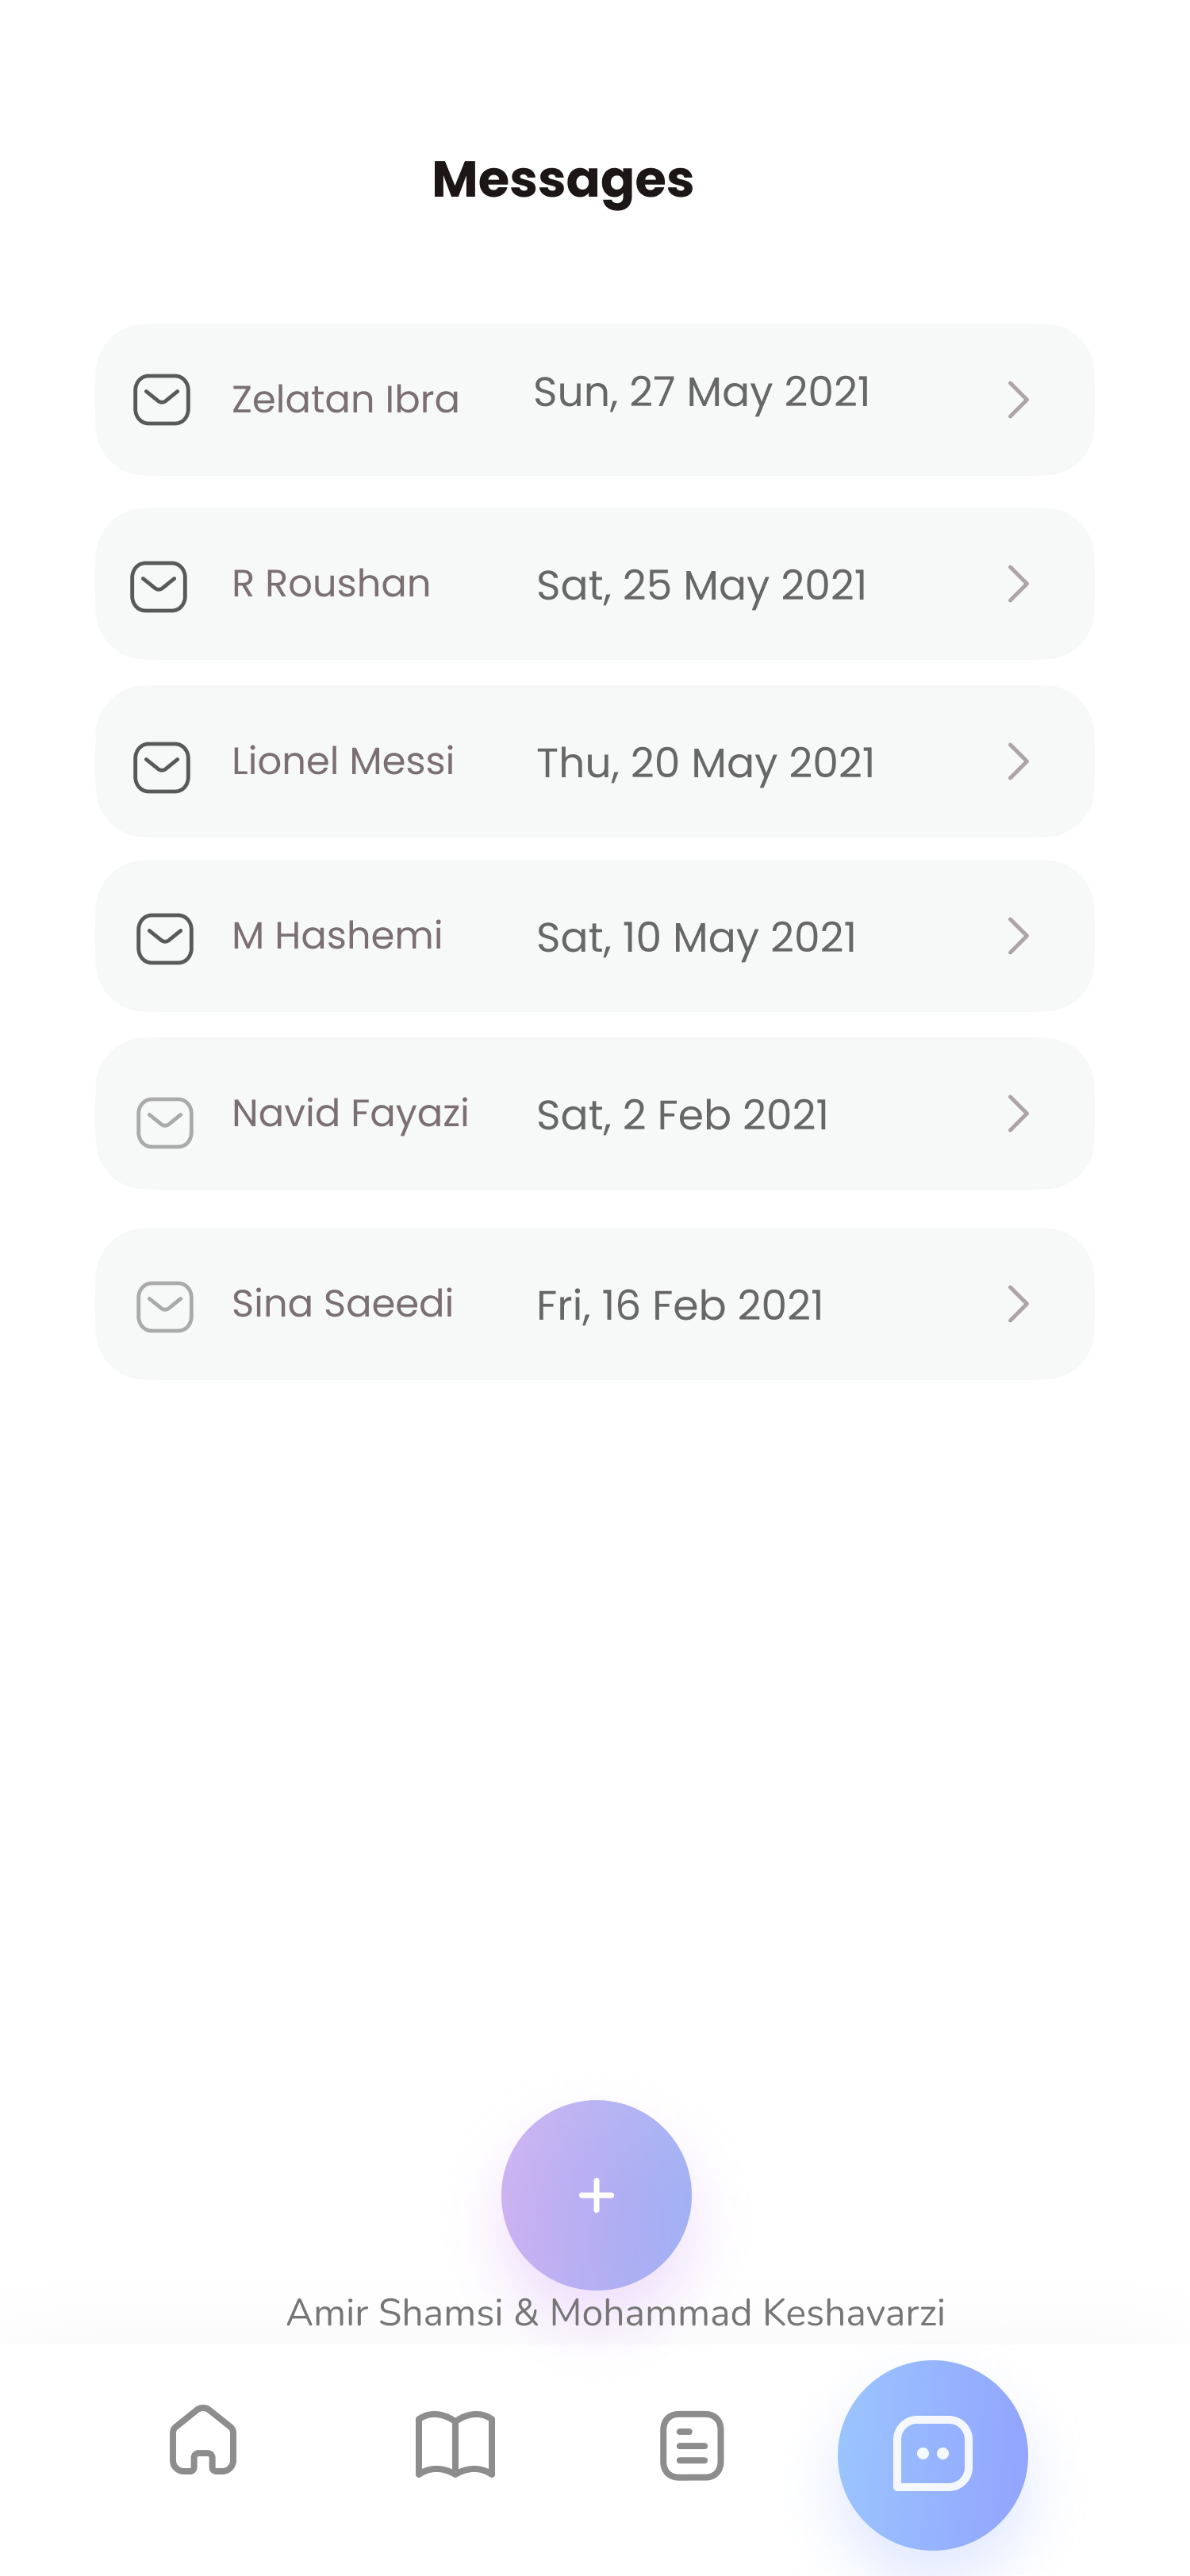 Messages
Zelatan Ibra Sun, 27 May 2021
R Roushan Sat, 25 May 2021
Lionel Messi Thu, 20 May 2021
M Hashemi Sat, 10 May 2021
Navid Fayazi Sat, 2 Feb 2021
Sina Saeedi Fri, 16 Feb 2021
Amir Shamsi & Mohammad Keshavarzi